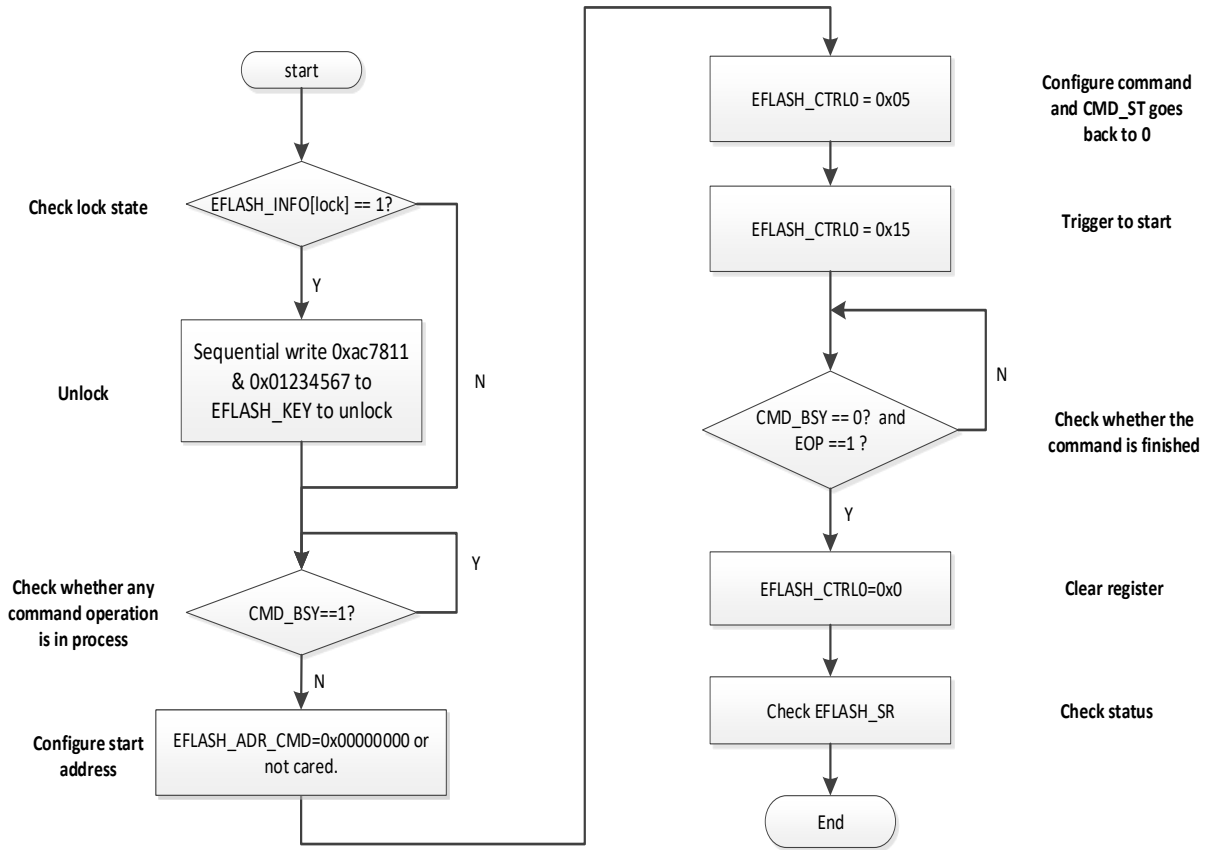 start
Check lock state
EFLASH_INFO[lock] == 1?
Y
N
Unlock
Sequential write 0xac7811
& 0x01234567 to
EFLASH_KEY to unlock
Y
Check whether any
command operation
is in process
CMD_BSY==1?
N
Configure start
address
EFLASH_ADR_CMD=0x00000000 or
not cared.
EFLASH_CTRL0 = 0x05
Configure command
and CMD_ST goes
back to 0
EFLASH_CTRL0 = 0x15
Trigger to start
N
CMD_BSY == 0? and
EOP ==1 ?
Check whether the
command is finished
Y
EFLASH_CTRL0=0x0
Clear register
Check EFLASH_SR
Check status
End